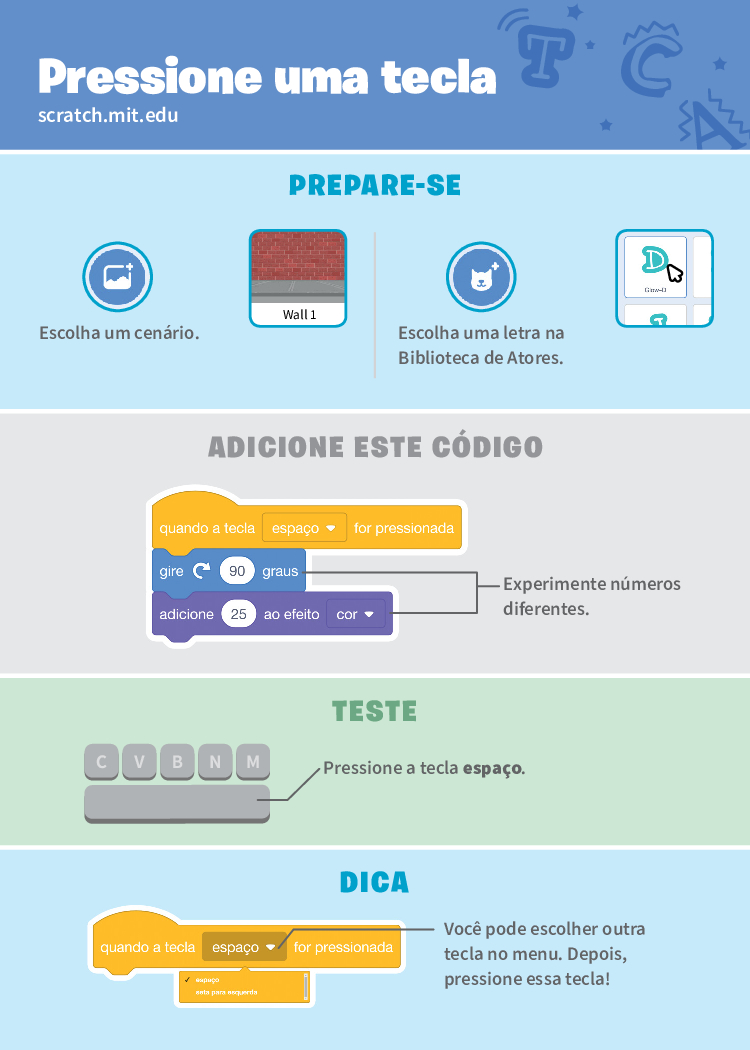 Pressione uma tecla
scratch.mit.edu
T C A
PREPARE-SE
Escolha um cenário.
Wall 1
Escolha uma letra na
Biblioteca de Atores.
D
Glow-D
ADICIONE ESTE CÓDIGO
quando a tecla espaço for pressionada
gire 90 graus
adicione 25 ao efeito cor
Experimente números
diferentes.
TESTE
C V B N M
Pressione a tecla espaço.
DICA
quando a tecla espaço for pressionada
espaço
seta para esquerda
Você pode escolher outra
tecla no menu. Depois,
pressione essa tecla!